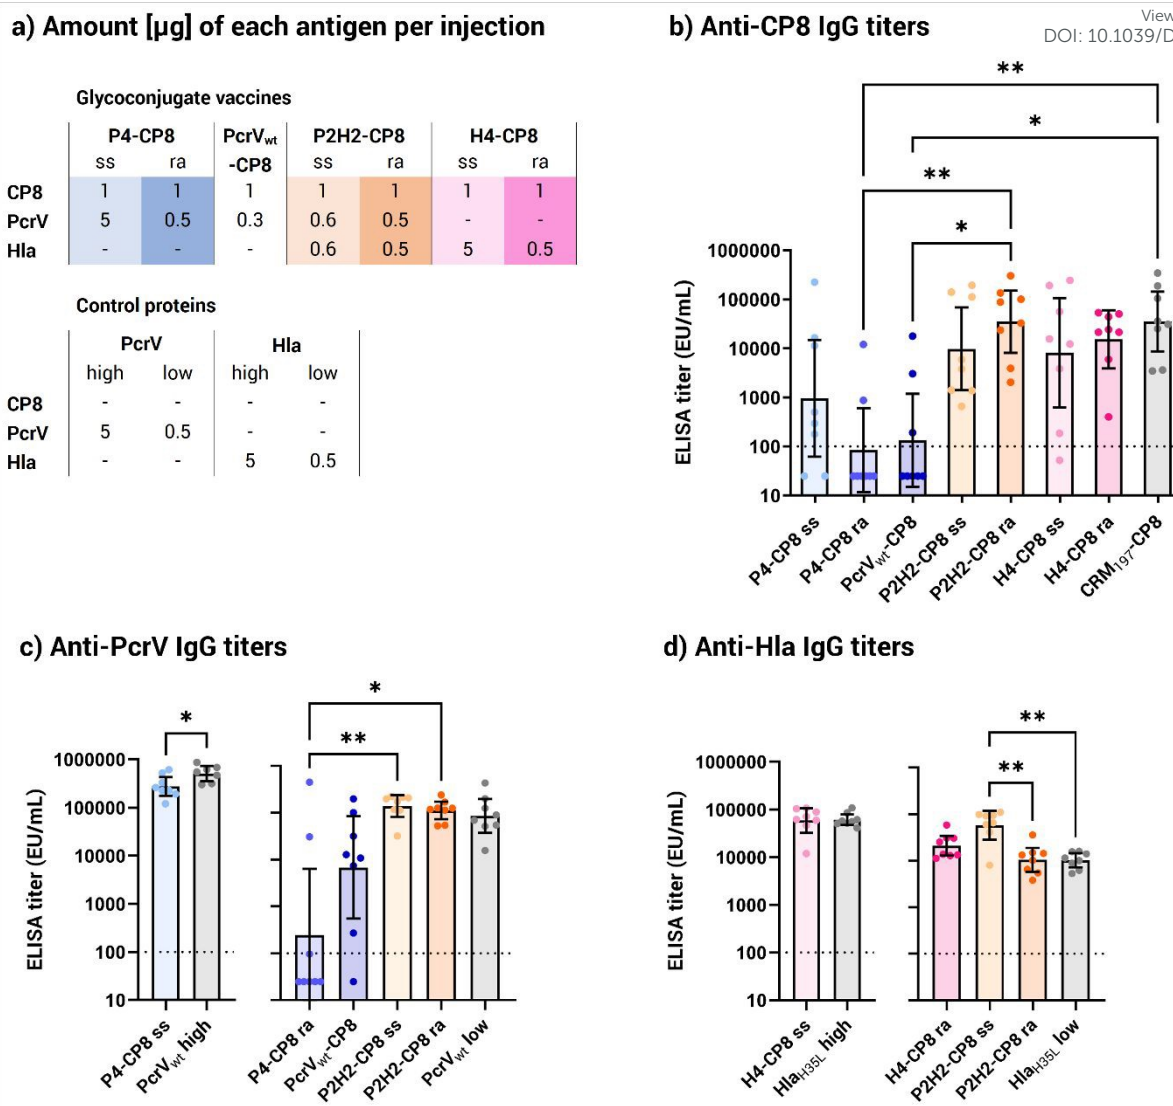 View
DOI: 10.1039/D
a) Amount [µg] of each antigen per injection
Glycoconjugate vaccines
P4-CP8 PcrVwt -CP8 P2H2-CP8 H4-CP8
ss ra ss ra ss ra
CP8 1 1 1 1 1 1 1
PcrV 5 0.5 0.3 0.6 0.5 - -
Hla - - - 0.6 0.5 5 0.5
Control proteins
PcrV Hla
high low high low
CP8 - - - -
PcrV 5 0.5 - -
Hla - - 5 0.5
b) Anti-CP8 IgG titers
**
*
**
*
ELISA titer (EU/mL)
1000000
100000
10000
1000
100
10
P4-CP8 ss
P4-CP8 ra
PcrVwt-CP8
P2H2-CP8 ss
P2H2-CP8 ra
H4-CP8 ss
H4-CP8 ra
CRM197-CP8
c) Anti-PcrV IgG titers
*
*
**
ELISA titer (EU/mL)
1000000
100000
10000
1000
100
10
P4-CP8 ss
PcrVwt high
P4-CP8 ra
PcrVwt-CP8
P2H2-CP8 ss
P2H2-CP8 ra
PcrVwt low
d) Anti-Hla IgG titers
**
**
ELISA titer (EU/mL)
1000000
100000
10000
1000
100
10
H4-CP8 ss
HlaH35L high
H4-CP8 ra
P2H2-CP8 ss
P2H2-CP8 ra
HlaH35L low